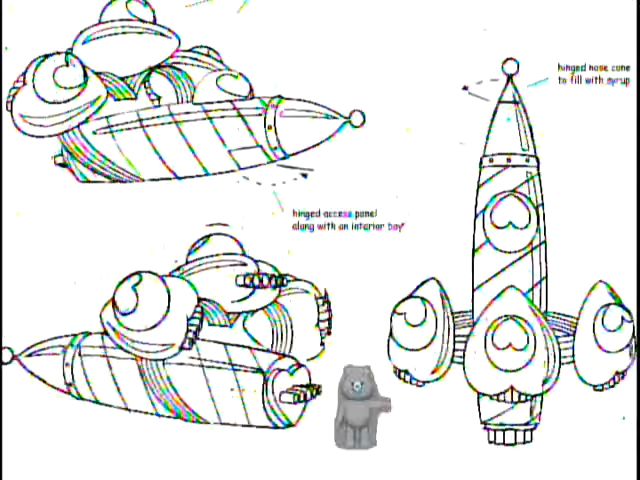 hinged nose cone
to fill with syrup
hinged access panel
along with an interior bay